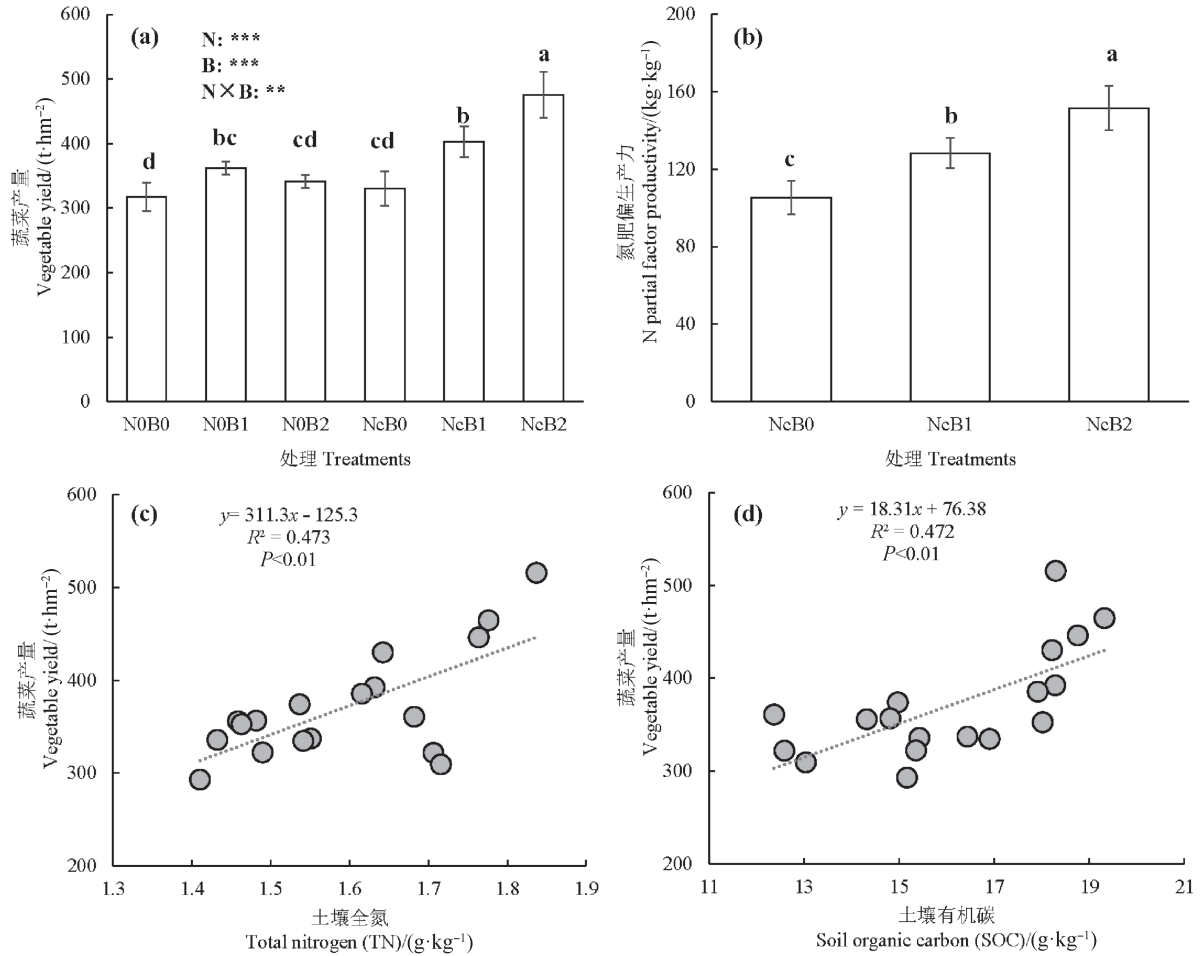 (a)
N: ***
B: ***
N×B: **
600
500
400
300
200
100
0
d
bc
cd
cd
b
a
N0B0
N0B1
N0B2
NcB0
NcB1
NcB2
处理 Treatments
蔬菜产量
Vegetable yield/(t·hm⁻²)
(b)
200
160
120
80
40
0
c
b
a
NcB0
NcB1
NcB2
处理 Treatments
氮肥偏生产力
N partial factor productivity/(kg·kg⁻¹)
(c)
y= 311.3x − 125.3
R² = 0.473
P<0.01
600
500
400
300
200
1.3
1.4
1.5
1.6
1.7
1.8
1.9
土壤全氮
Total nitrogen (TN)/(g·kg⁻¹)
蔬菜产量
Vegetable yield/(t·hm⁻²)
(d)
y = 18.31x + 76.38
R² = 0.472
P<0.01
600
500
400
300
200
11
13
15
17
19
21
土壤有机碳
Soil organic carbon (SOC)/(g·kg⁻¹)
蔬菜产量
Vegetable yield/(t·hm⁻²)